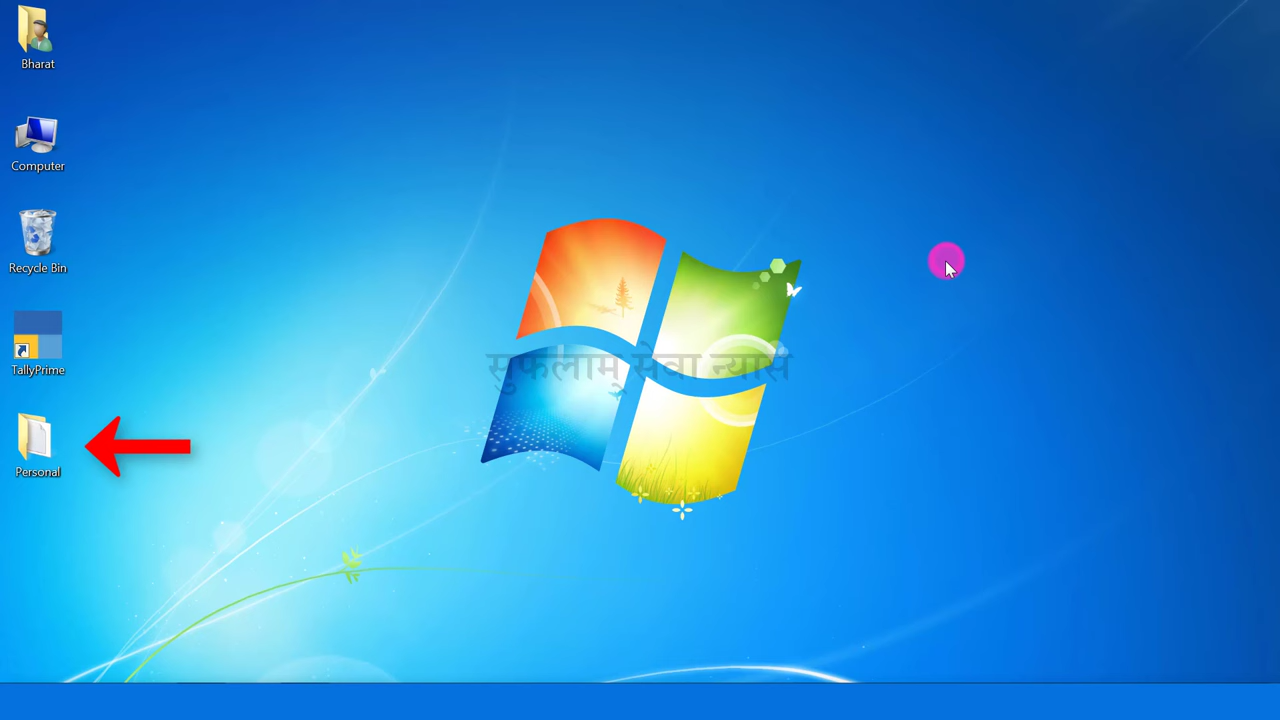 Bharat
Computer
Recycle Bin
TallyPrime
Personal
सुफलाम् सेवा न्यास